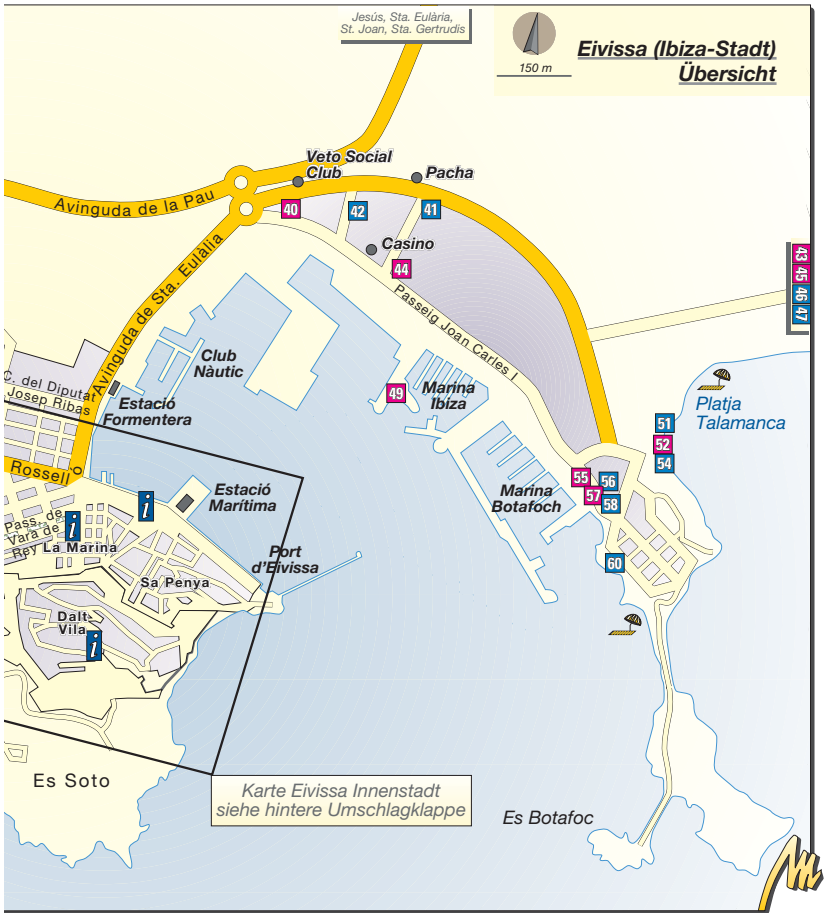 Jesús, Sta. Eulària,
St. Joan, Sta. Gertrudis
150 m
Eivissa (Ibiza-Stadt)
Übersicht
Veto Social
Club
Pacha
Avinguda de la Pau
40
42
41
Casino
44
43
45
46
47
Avinguda de Sta. Eulàlia
Passeig Joan Carles I
Club
Nàutic
C. del Diputat
Josep Ribas
Estació
Formentera
49
Marina
Ibiza
Platja
Talamanca
51
52
54
Rossell
Estació
Marítima
55
56
57
58
Marina
Botafoch
i
i
Pass. de
Vara de
Rey
La Marina
Port
d'Eivissa
60
Sa Penya
Dalt
Vila
i
Es Soto
Karte Eivissa Innenstadt
siehe hintere Umschlagklappe
Es Botafoc